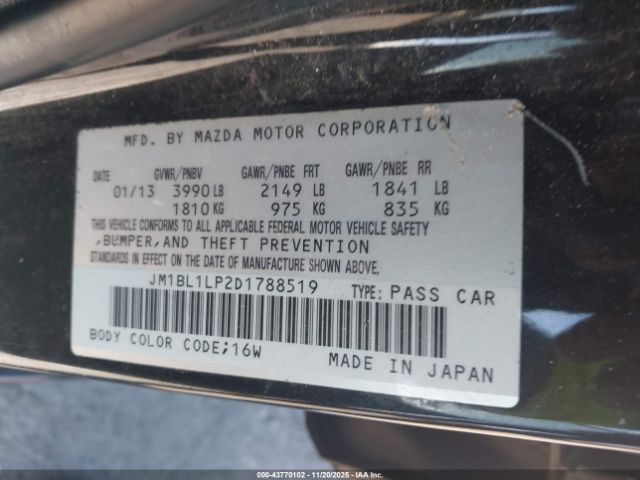 MFD. BY MAZDA MOTOR CORPORATION
DATE GVWR/PNBV GAWR/PNBE FRT GAWR/PNBE RR
01/13 3990 LB 2149 LB 1841 LB
1810 KG 975 KG 835 KG
THIS VEHICLE CONFORMS TO ALL APPLICABLE FEDERAL MOTOR VEHICLE SAFETY
,BUMPER,AND THEFT PREVENTION
STANDARDS IN EFFECT ON THE DATE OF MANUFACTURE SHOWN ABOVE.
JM1BL1LP2D1788519 TYPE: PASS CAR
BODY COLOR CODE;16W MADE IN JAPAN
000-43770102 - 11/20/2025 - Copyright © IAA